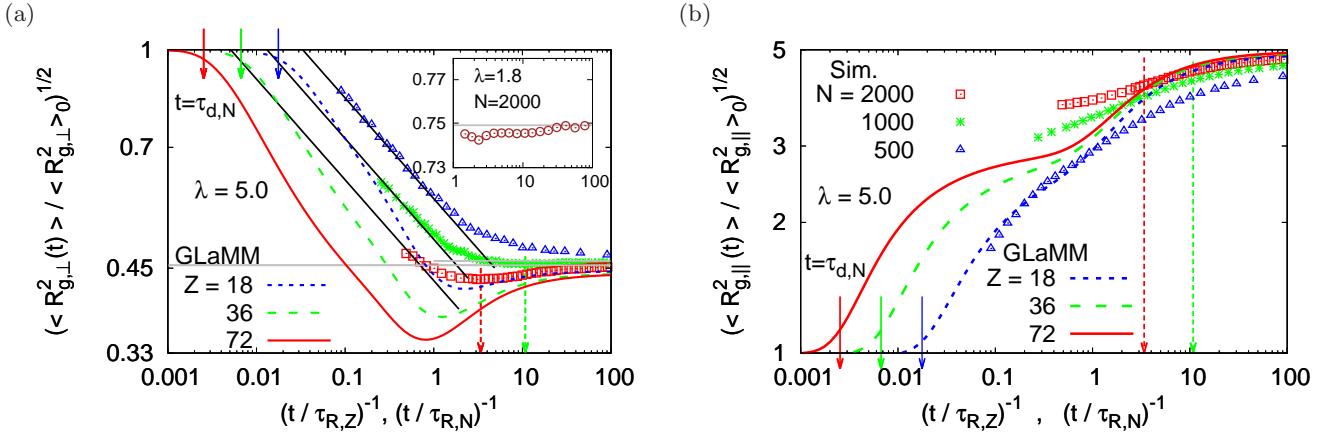 (a)
(< R²g,⊥(t) > / < R²g,⊥ >0)^1/2
1
0.7
0.45
0.33
t=τd,N
λ = 5.0
GLaMM
Z = 18
36
72
0.77
0.75
0.73
λ=1.8
N=2000
1
10
100
0.001
0.01
0.1
1
10
100
(t / τR,Z)⁻¹, (t / τR,N)⁻¹
(b)
(< R²g,||(t) > / < R²g,|| >0)^1/2
5
3
2
1
Sim.
N = 2000
1000
500
λ = 5.0
t=τd,N
GLaMM
Z = 18
36
72
0.001
0.01
0.1
1
10
100
(t / τR,Z)⁻¹ , (t / τR,N)⁻¹